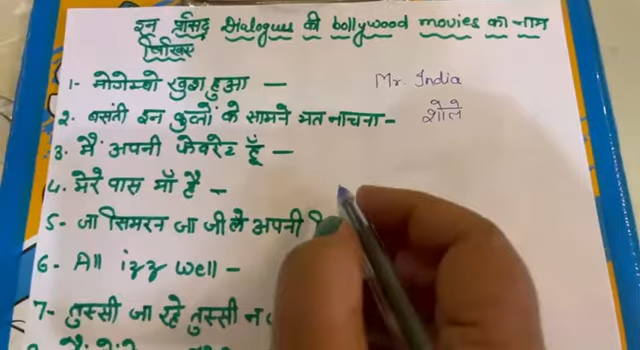 इन प्रसिद्ध Dialogues की bollywood movies का नाम
लिखिए
1- मोगेम्बो खुश हुआ — Mr. India
2. बसंती इन कुत्तों के सामने मत नाचना - शोले
3. मैं अपनी फेवरेट हूँ —
4. मेरे पास माँ है -
5- जा सिमरन जा जी ले अपनी
6- All izz well -
7- तुस्सी जा रहे तुस्सी न